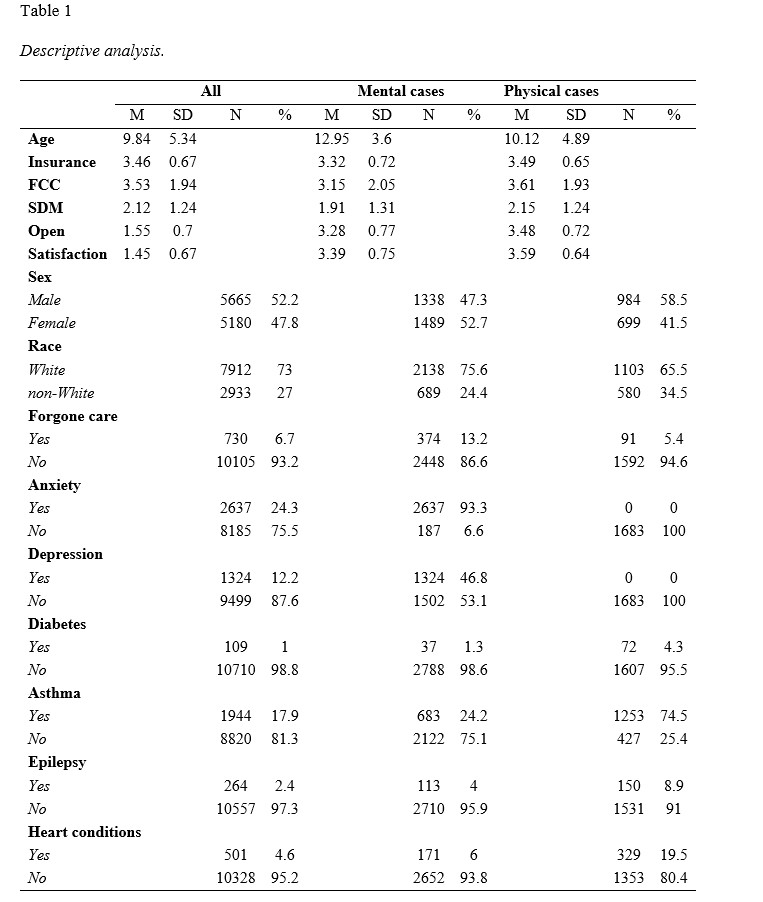 Table 1
Descriptive analysis.
All Mental cases Physical cases
M SD N % M SD N % M SD N %
Age 9.84 5.34 12.95 3.6 10.12 4.89
Insurance 3.46 0.67 3.32 0.72 3.49 0.65
FCC 3.53 1.94 3.15 2.05 3.61 1.93
SDM 2.12 1.24 1.91 1.31 2.15 1.24
Open 1.55 0.7 3.28 0.77 3.48 0.72
Satisfaction 1.45 0.67 3.39 0.75 3.59 0.64
Sex
Male 5665 52.2 1338 47.3 984 58.5
Female 5180 47.8 1489 52.7 699 41.5
Race
White 7912 73 2138 75.6 1103 65.5
non-White 2933 27 689 24.4 580 34.5
Forgone care
Yes 730 6.7 374 13.2 91 5.4
No 10105 93.2 2448 86.6 1592 94.6
Anxiety
Yes 2637 24.3 2637 93.3 0 0
No 8185 75.5 187 6.6 1683 100
Depression
Yes 1324 12.2 1324 46.8 0 0
No 9499 87.6 1502 53.1 1683 100
Diabetes
Yes 109 1 37 1.3 72 4.3
No 10710 98.8 2788 98.6 1607 95.5
Asthma
Yes 1944 17.9 683 24.2 1253 74.5
No 8820 81.3 2122 75.1 427 25.4
Epilepsy
Yes 264 2.4 113 4 150 8.9
No 10557 97.3 2710 95.9 1531 91
Heart conditions
Yes 501 4.6 171 6 329 19.5
No 10328 95.2 2652 93.8 1353 80.4